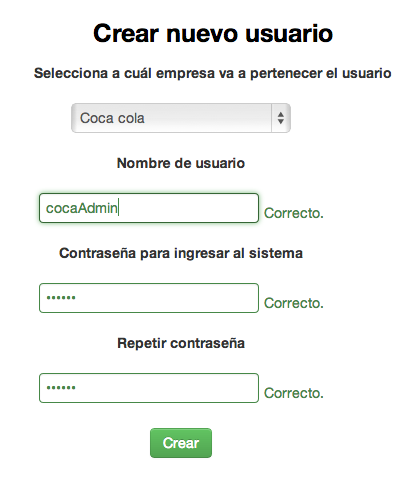 Crear nuevo usuario
Selecciona a cuál empresa va a pertenecer el usuario
Coca cola
Nombre de usuario
cocaAdmin Correcto.
Contraseña para ingresar al sistema
•••••• Correcto.
Repetir contraseña
•••••• Correcto.
Crear